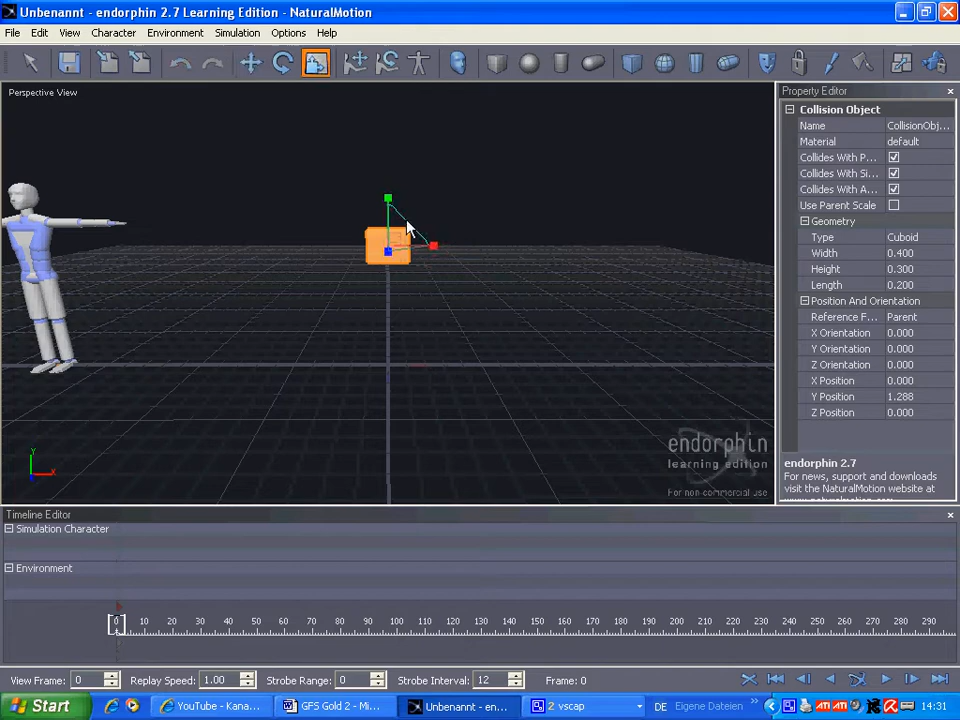 Unbenannt - endorphin 2.7 Learning Edition - NaturalMotion
File Edit View Character Environment Simulation Options Help
Perspective View
Property Editor
Collision Object
Name CollisionObj...
Material default
Collides With P...
Collides With Si...
Collides With A...
Use Parent Scale
Geometry
Type Cuboid
Width 0.400
Height 0.300
Length 0.200
Position And Orientation
Reference F... Parent
X Orientation 0.000
Y Orientation 0.000
Z Orientation 0.000
X Position 0.000
Y Position 1.288
Z Position 0.000
Y
X
endorphin
learning edition
For non-commercial use
endorphin 2.7
For news, support and downloads
visit the NaturalMotion website at
Timeline Editor
Simulation Character
Environment
0 10 20 30 40 50 60 70 80 90 100 110 120 130 140 150 160 170 180 190 200 210 220 230 240 250 260 270 280 290
View Frame: 0 Replay Speed: 1.00 Strobe Range: 0 Strobe Interval: 12 Frame: 0
Start YouTube - Kana... GFS Gold 2 - Mi... Unbenannt - en... 2 vscap DE Eigene Dateien 14:31